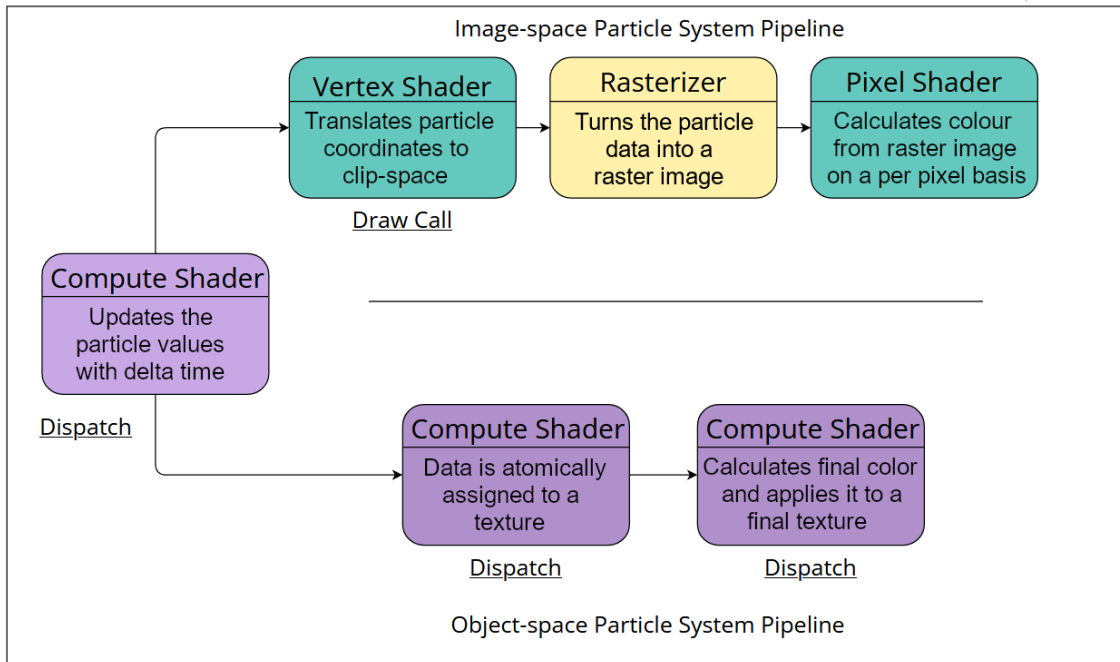 Image-space Particle System Pipeline
Vertex Shader
Translates particle
coordinates to
clip-space
Draw Call
Rasterizer
Turns the particle
data into a
raster image
Pixel Shader
Calculates colour
from raster image
on a per pixel basis
Compute Shader
Updates the
particle values
with delta time
Dispatch
Compute Shader
Data is atomically
assigned to a
texture
Dispatch
Compute Shader
Calculates final color
and applies it to a
final texture
Dispatch
Object-space Particle System Pipeline